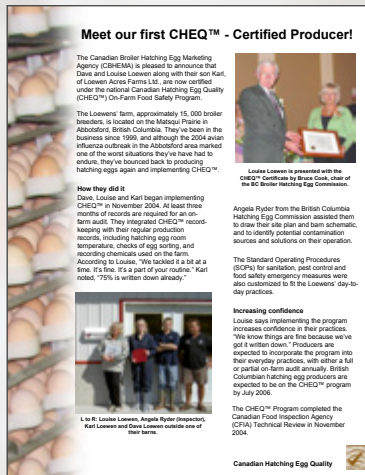 Meet our first CHEQ™ - Certified Producer!
The Canadian Broiler Hatching Egg Marketing
Agency (CBHEMA) is pleased to announce that
Dave and Louise Loewen along with their son Karl,
of Loewen Acres Farms Ltd., are now certified
under the national Canadian Hatching Egg Quality
(CHEQ™) On-Farm Food Safety Program.
The Loewens' farm, approximately 15, 000 broiler
breeders, is located on the Matsqui Prairie in
Abbotsford, British Columbia. They've been in the
business since 1999, and although the 2004 avian
influenza outbreak in the Abbotsford area marked
one of the worst situations they've have had to
endure, they've bounced back to producing
hatching eggs again and implementing CHEQ™.
How they did it
Dave, Louise and Karl began implementing
CHEQ™ in November 2004. At least three
months of records are required for an on-
farm audit. They integrated CHEQ™ record-
keeping with their regular production
records, including hatching egg room
temperature, checks of egg sorting, and
recording chemicals used on the farm.
According to Louise, "We tackled it a bit at a
time. It's fine. It's a part of your routine." Karl
noted, "75% is written down already."
L to R: Louise Loewen, Angela Ryder (Inspector),
Karl Loewen and Dave Loewen outside one of
their barns.
Louise Loewen is presented with the
CHEQ™ Certificate by Bruce Cook, chair of
the BC Broiler Hatching Egg Commission.
Angela Ryder from the British Columbia
Hatching Egg Commission assisted them
to draw their site plan and barn schematic,
and to identify potential contamination
sources and solutions on their operation.
The Standard Operating Procedures
(SOPs) for sanitation, pest control and
food safety emergency measures were
also customized to fit the Loewens' day-to-
day practices.
Increasing confidence
Louise says implementing the program
increases confidence in their practices.
"We know things are fine because we've
got it written down." Producers are
expected to incorporate the program into
their everyday practices, with either a full
or partial on-farm audit annually. British
Columbian hatching egg producers are
expected to be on the CHEQ™ program
by July 2006.
The CHEQ™ Program completed the
Canadian Food Inspection Agency
(CFIA) Technical Review in November
2004.
Canadian Hatching Egg Quality